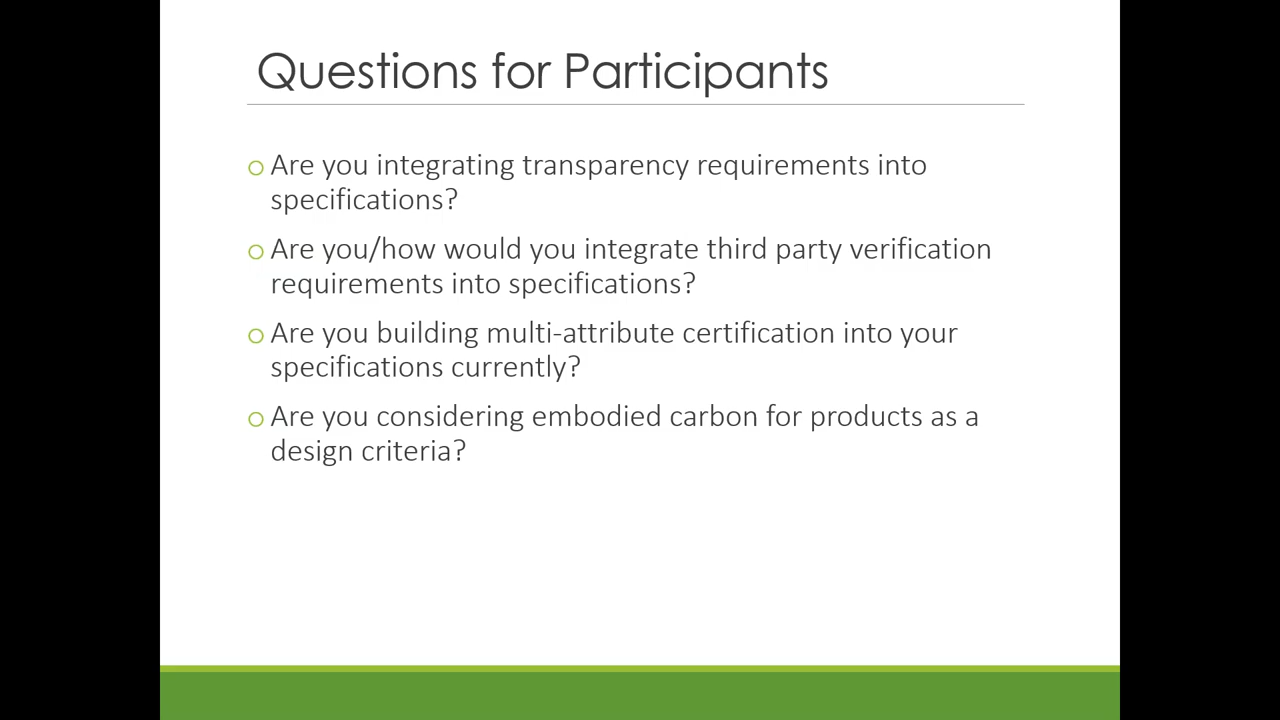 Questions for Participants
Are you integrating transparency requirements into
specifications?
Are you/how would you integrate third party verification
requirements into specifications?
Are you building multi-attribute certification into your
specifications currently?
Are you considering embodied carbon for products as a
design criteria?